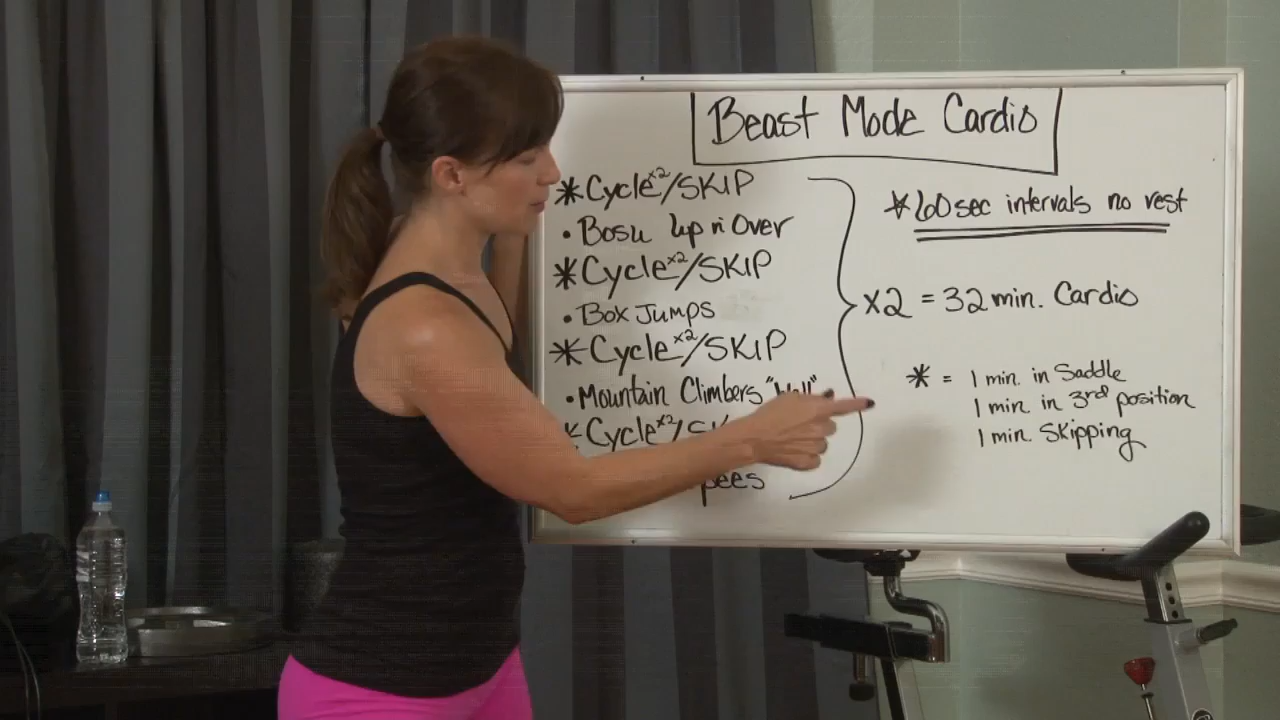 Beast Mode Cardio
*Cycle x2/SKIP
• Bosu Up n' Over
*Cycle x2/SKIP
• Box Jumps
*Cycle x2/SKIP
• Mountain Climbers
*Cycle x2/
pees
*60 sec intervals no rest
x2 = 32 min. Cardio
* = 1 min. in Saddle
1 min in 3rd position
1 min. Skipping